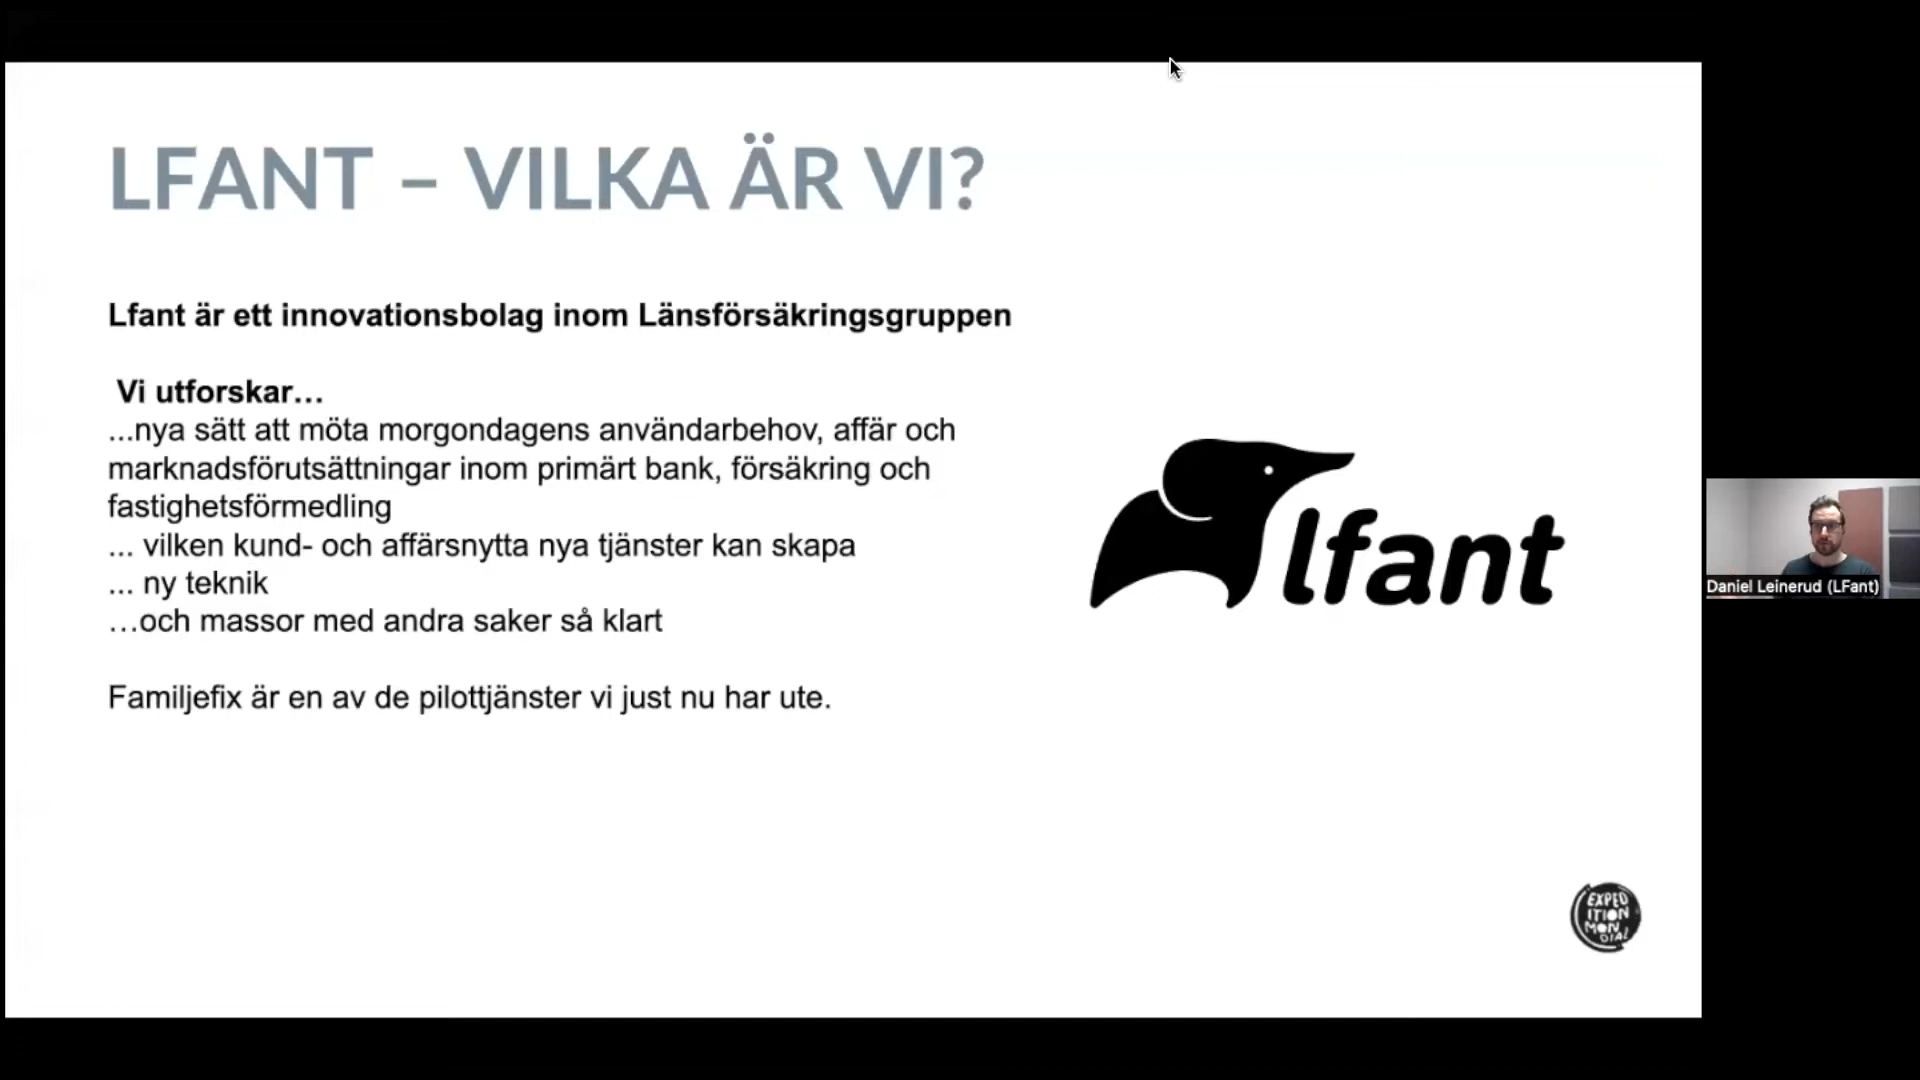 LFANT – VILKA ÄR VI?
Lfant är ett innovationsbolag inom Länsförsäkringsgruppen
Vi utforskar…
...nya sätt att möta morgondagens användarbehov, affär och
marknadsförutsättningar inom primärt bank, försäkring och
fastighetsförmedling
... vilken kund- och affärsnytta nya tjänster kan skapa
... ny teknik
…och massor med andra saker så klart
Familjefix är en av de pilottjänster vi just nu har ute.
lfant
Daniel Leinerud (LFant)
EXPED
ITION
MON
DIAL